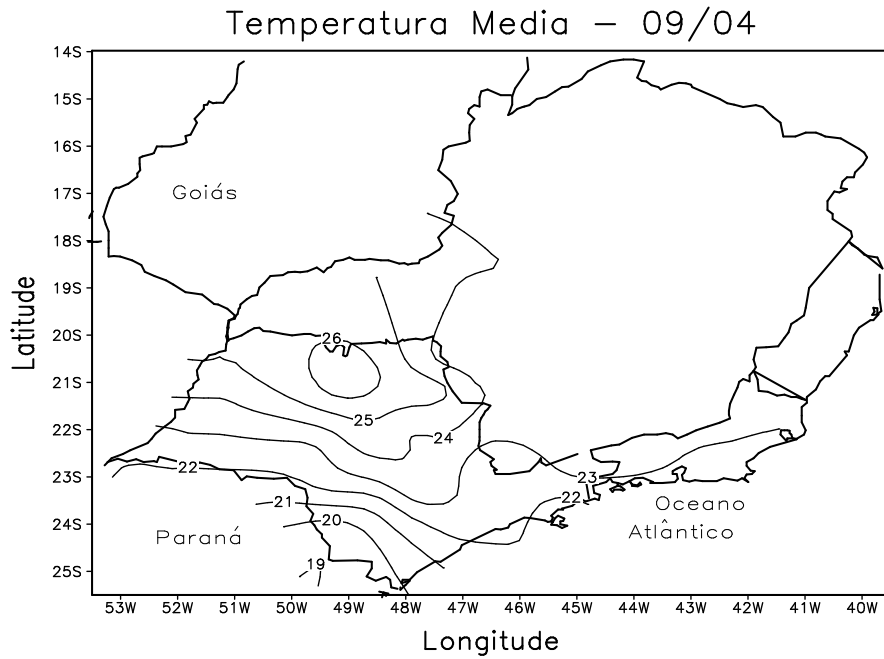 Temperatura Media - 09/04
14S
15S
16S
17S
Goiás
18S
19S
Latitude
20S
26
21S
25
22S
24
22
23S
23
22
21
Oceano
20
24S
Paraná
Atlântico
19
25S
53W 52W 51W 50W 49W 48W 47W 46W 45W 44W 43W 42W 41W 40W
Longitude